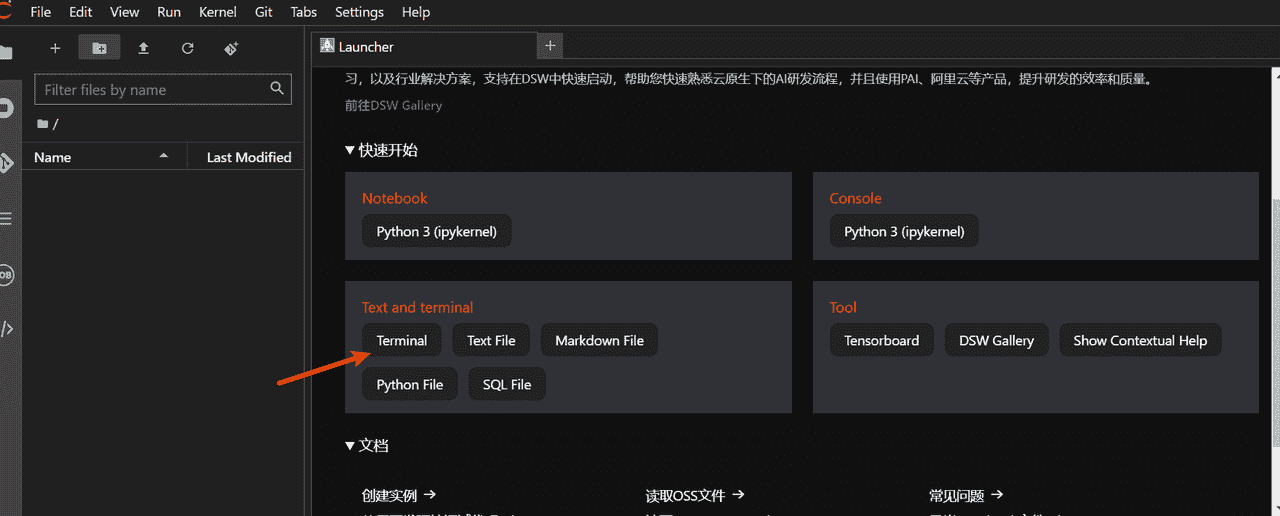 File Edit View Run Kernel Git Tabs Settings Help
Launcher
Filter files by name
/
Name Last Modified
习，以及行业解决方案，支持在DSW中快速启动，帮助您快速熟悉云原生下的AI研发流程，并且使用PAI、阿里云等产品，提升研发的效率和质量。
前往DSW Gallery
快速开始
Notebook
Python 3 (ipykernel)
Console
Python 3 (ipykernel)
Text and terminal
Terminal Text File Markdown File
Python File SQL File
Tool
Tensorboard DSW Gallery Show Contextual Help
文档
创建实例 → 读取OSS文件 → 常见问题 →